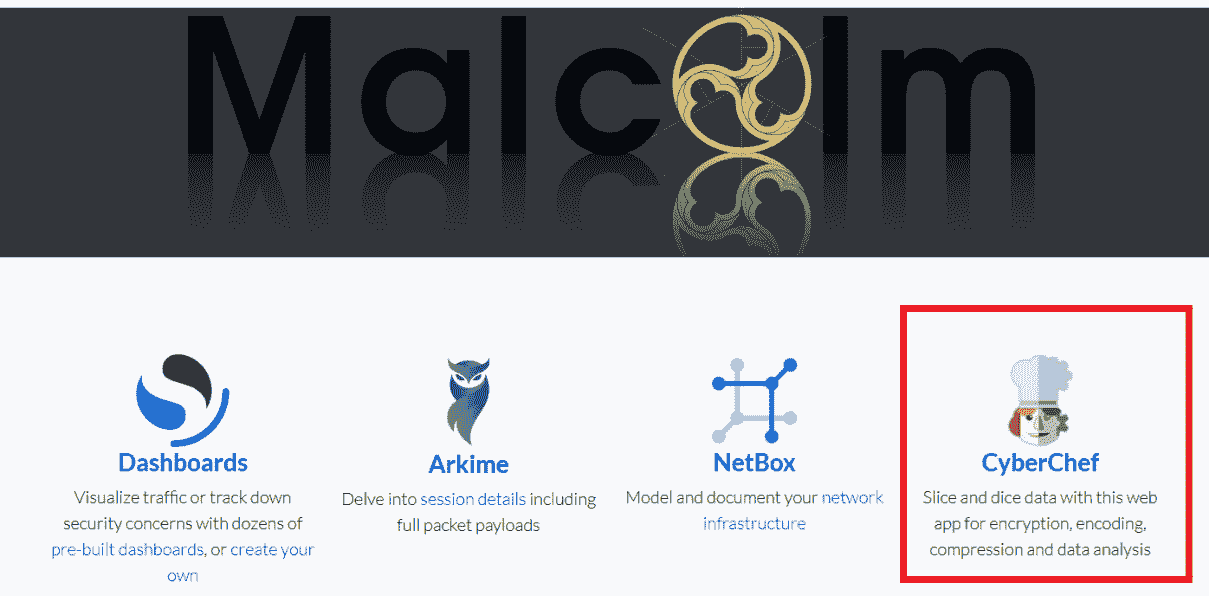 Malcolm
Dashboards
Visualize traffic or track down
security concerns with dozens of
pre-built dashboards, or create your
own
Arkime
Delve into session details including
full packet payloads
NetBox
Model and document your network
infrastructure
CyberChef
Slice and dice data with this web
app for encryption, encoding,
compression and data analysis